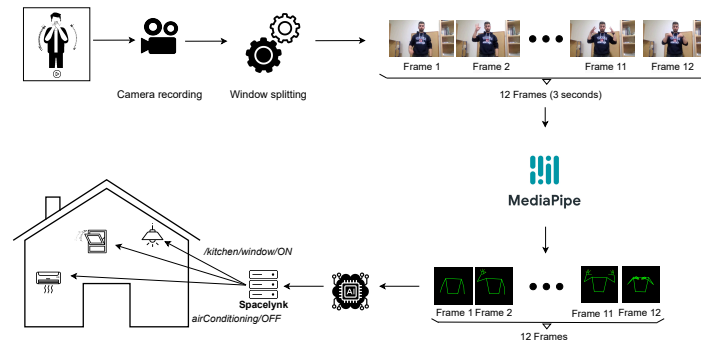 Frame 1
Frame 2
Frame 11
Frame 12
Camera recording
Window splitting
12 Frames (3 seconds)
MediaPipe
/kitchen/window/ON
AI
Spacelynk
airConditioning/OFF
Frame 1
Frame 2
Frame 11
Frame 12
12 Frames